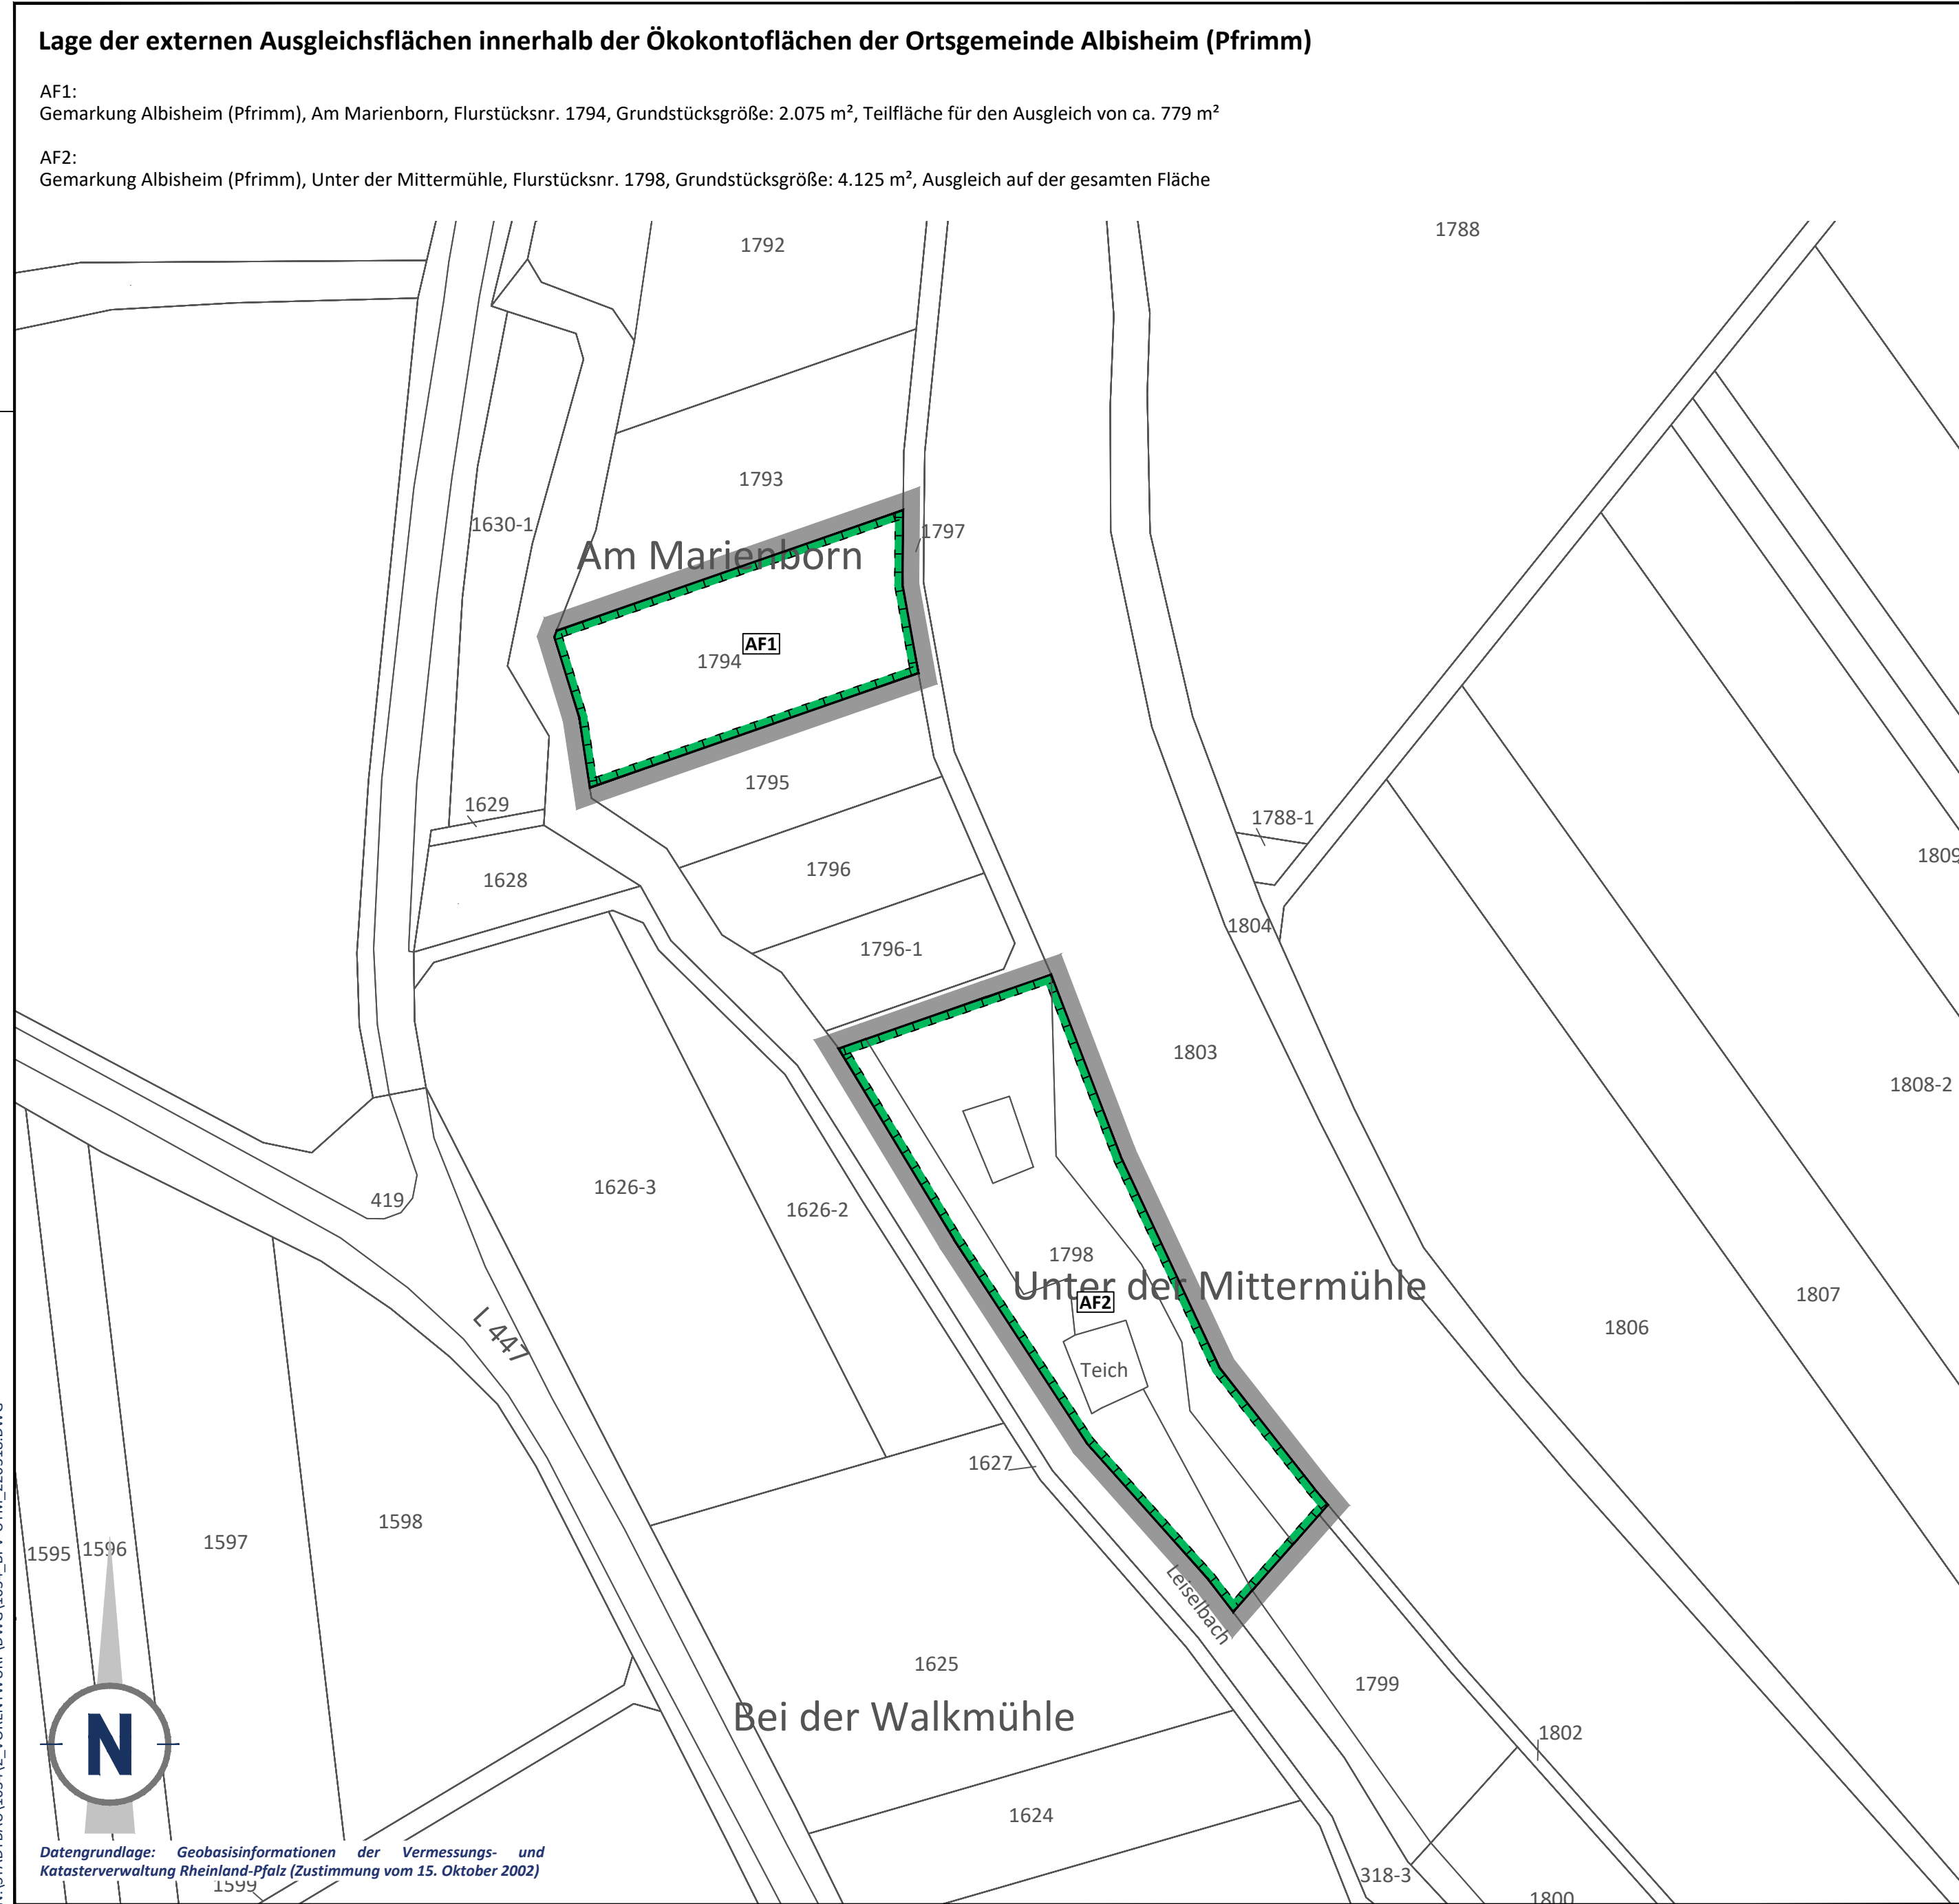 Lage der externen Ausgleichsflächen innerhalb der Ökokontoflächen der Ortsgemeinde Albisheim (Pfrimm)
AF1:
Gemarkung Albisheim (Pfrimm), Am Marienborn, Flurstücksnr. 1794, Grundstücksgröße: 2.075 m², Teilfläche für den Ausgleich von ca. 779 m²
AF2:
Gemarkung Albisheim (Pfrimm), Unter der Mittermühle, Flurstücksnr. 1798, Grundstücksgröße: 4.125 m², Ausgleich auf der gesamten Fläche
1788
1792
1793
1630-1
1797
Am Marienborn
AF1
1794
1795
1629
1788-1
1809
1796
1628
1804
1796-1
1803
1808-2
1626-3
419
1626-2
1798
Unter der Mittermühle
AF2
1807
L 447
1806
Teich
1627
1598
1597
1596
1595
Leiselbach
1625
1799
Bei der Walkmühle
1802
N
1624
Datengrundlage: Geobasisinformationen der Vermessungs- und
Katasterverwaltung Rheinland-Pfalz (Zustimmung vom 15. Oktober 2002)
318-3
1599
1800